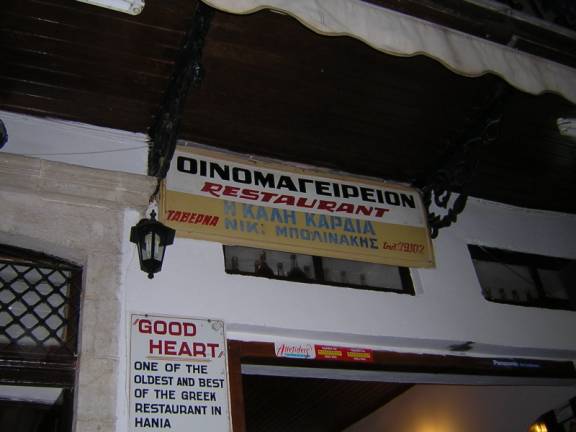 ΟΙΝΟΜΑΓΕΙΡΕΙΟΝ
RESTAURANT
ΤΑΒΕΡΝΑ
Η ΚΑΛΗ ΚΑΡΔΙΑ
ΝΙΚ: ΜΠΟΛΙΝΑΚΗΣ
"GOOD
HEART"
ONE OF THE
OLDEST AND BEST
OF THE GREEK
RESTAURANT IN
HANIA
Panasonic